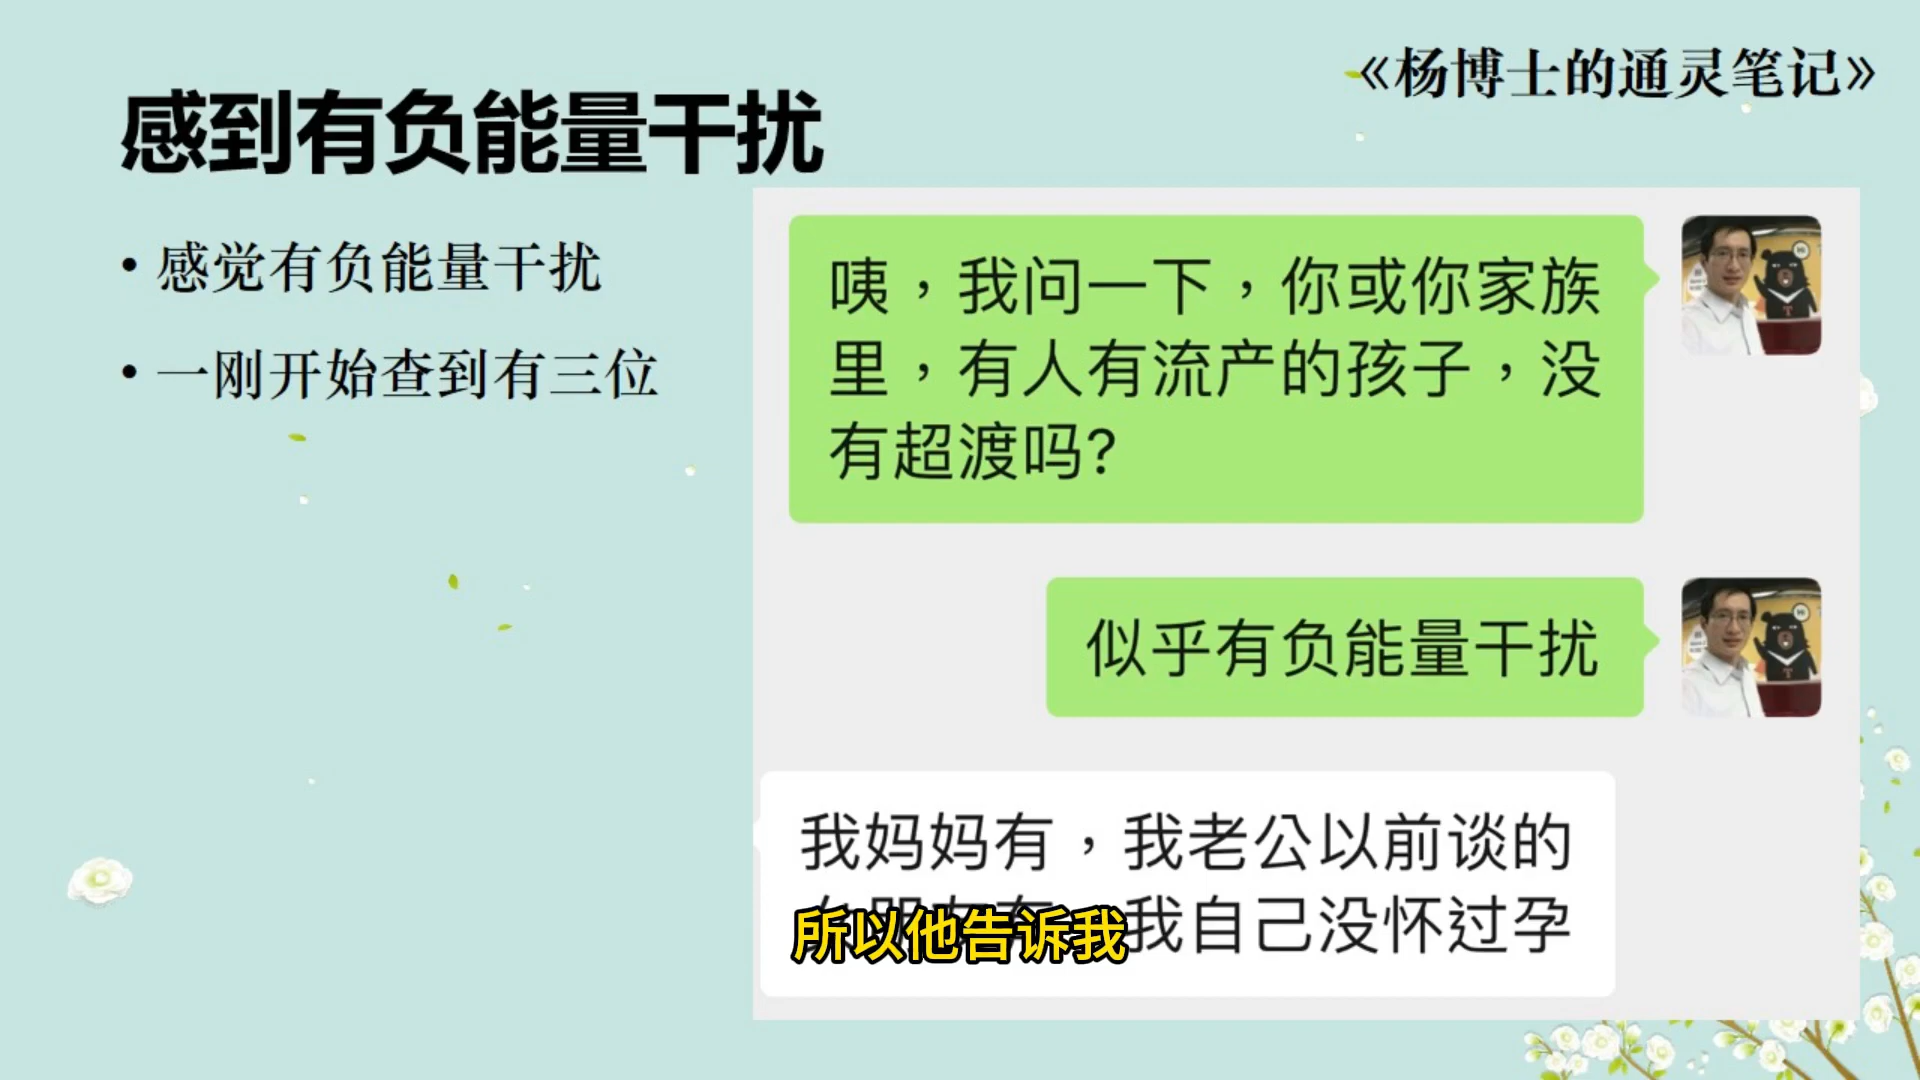 《杨博士的通灵笔记》
感到有负能量干扰
• 感觉有负能量干扰
• 一刚开始查到有三位
咦，我问一下，你或你家族
里，有人有流产的孩子，没
有超渡吗？
似乎有负能量干扰
我妈妈有，我老公以前谈的
我自己没怀过孕
所以他告诉我